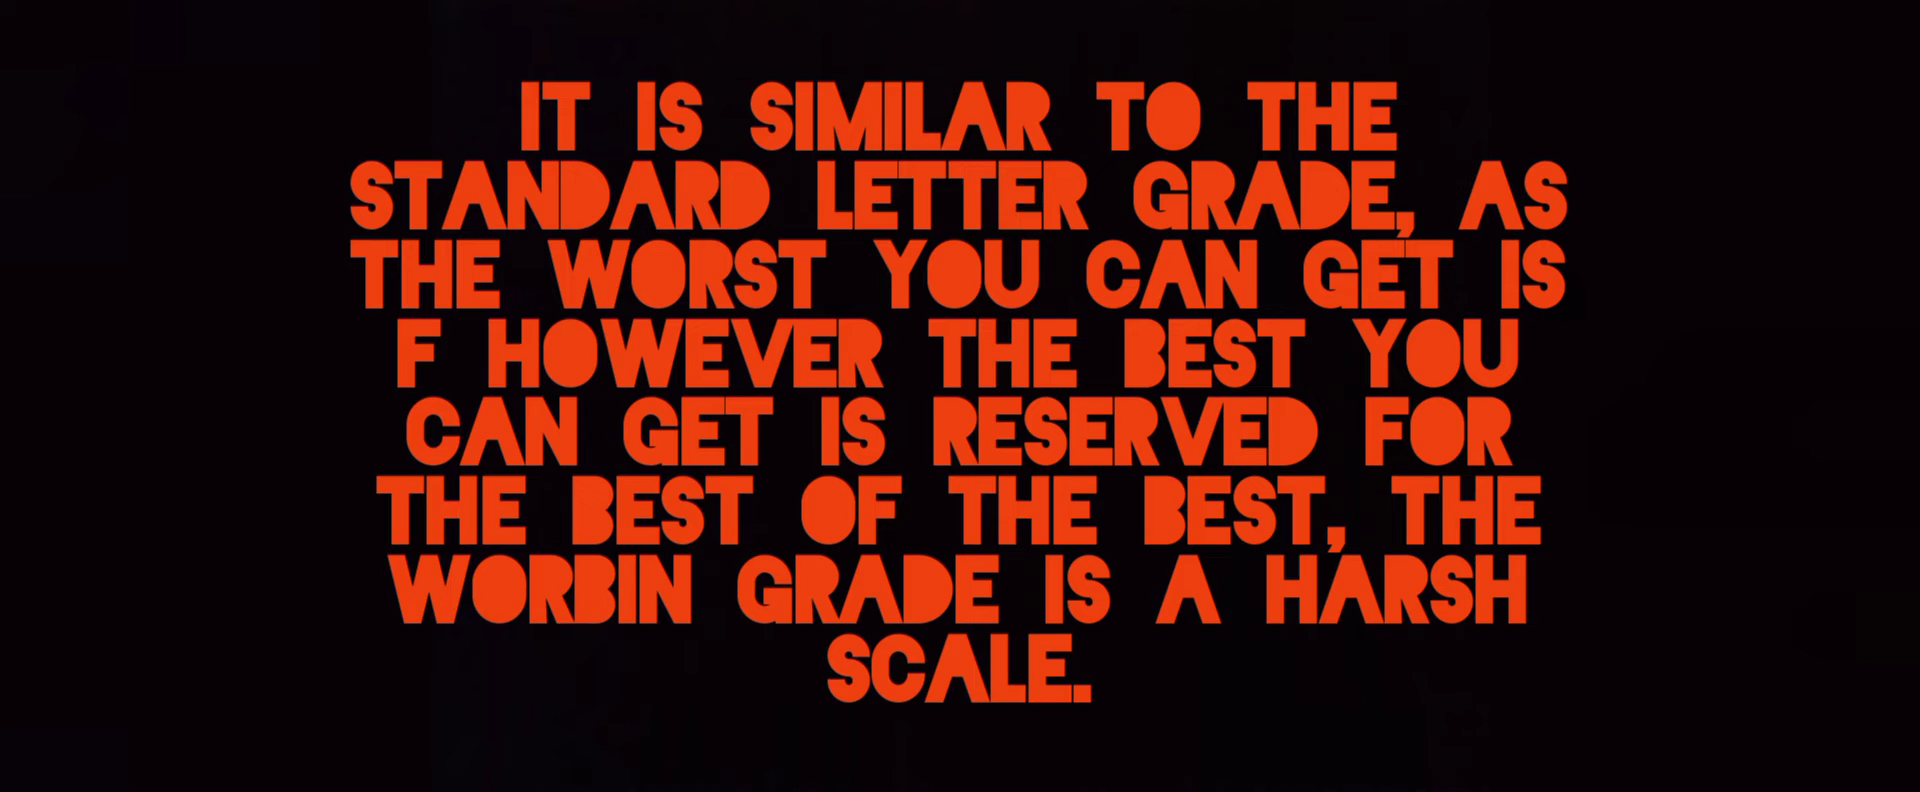 IT IS SIMILAR TO THE
STANDARD LETTER GRADE, AS
THE WORST YOU CAN GET IS
F HOWEVER THE BEST YOU
CAN GET IS RESERVED FOR
THE BEST OF THE BEST, THE
WORBIN GRADE IS A HARSH
SCALE.